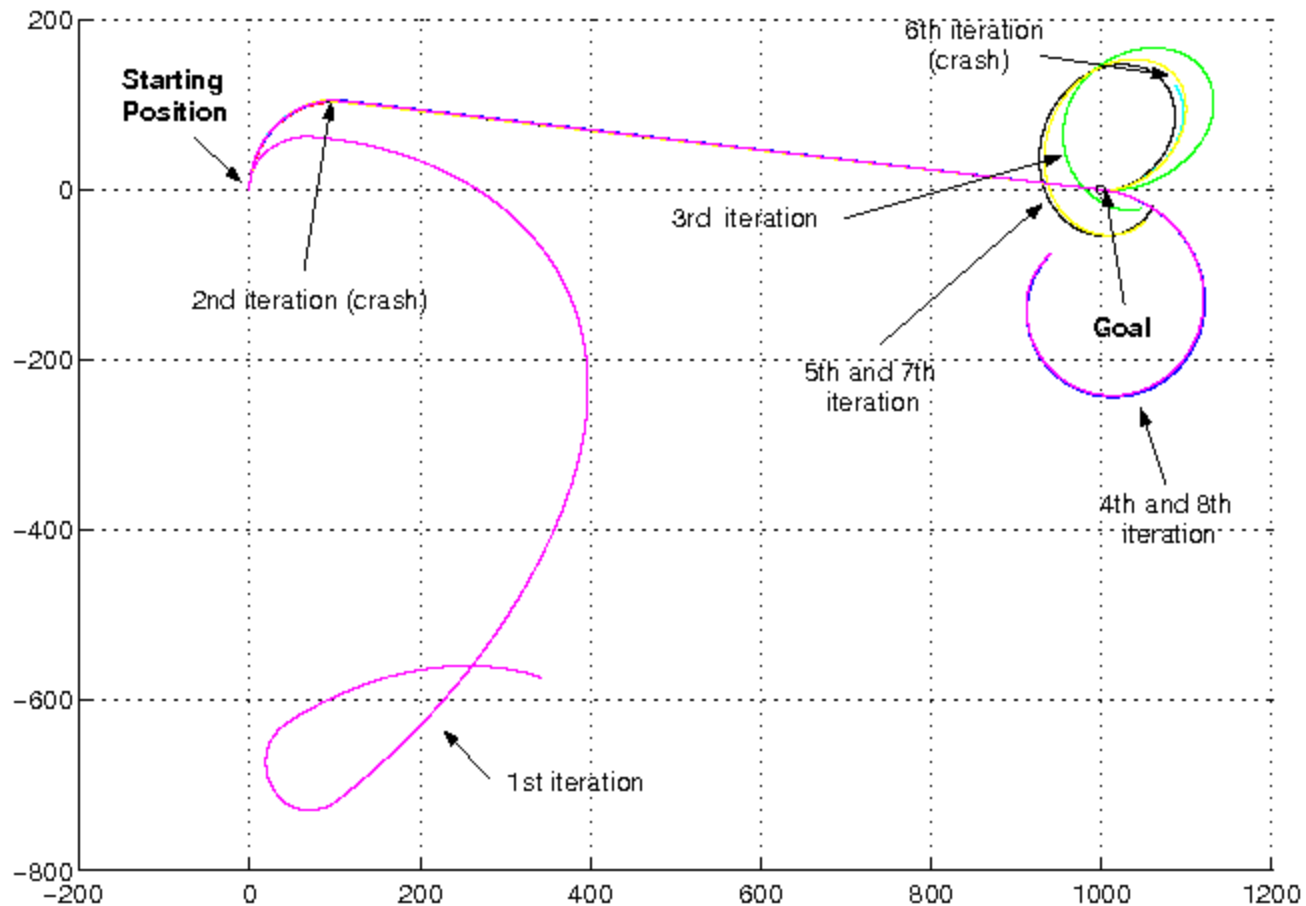 200
0
−200
−400
−600
−800
−200
0
200
400
600
800
1000
1200
Starting
Position
2nd iteration (crash)
6th iteration
(crash)
3rd iteration
Goal
5th and 7th
iteration
4th and 8th
iteration
1st iteration